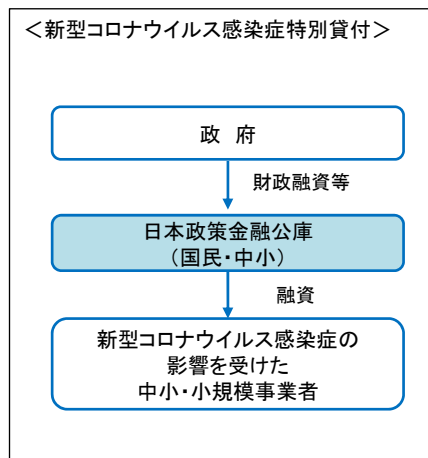 ＜新型コロナウイルス感染症特別貸付＞
政 府
財政融資等
日本政策金融公庫
（国民・中小）
融資
新型コロナウイルス感染症の
影響を受けた
中小・小規模事業者